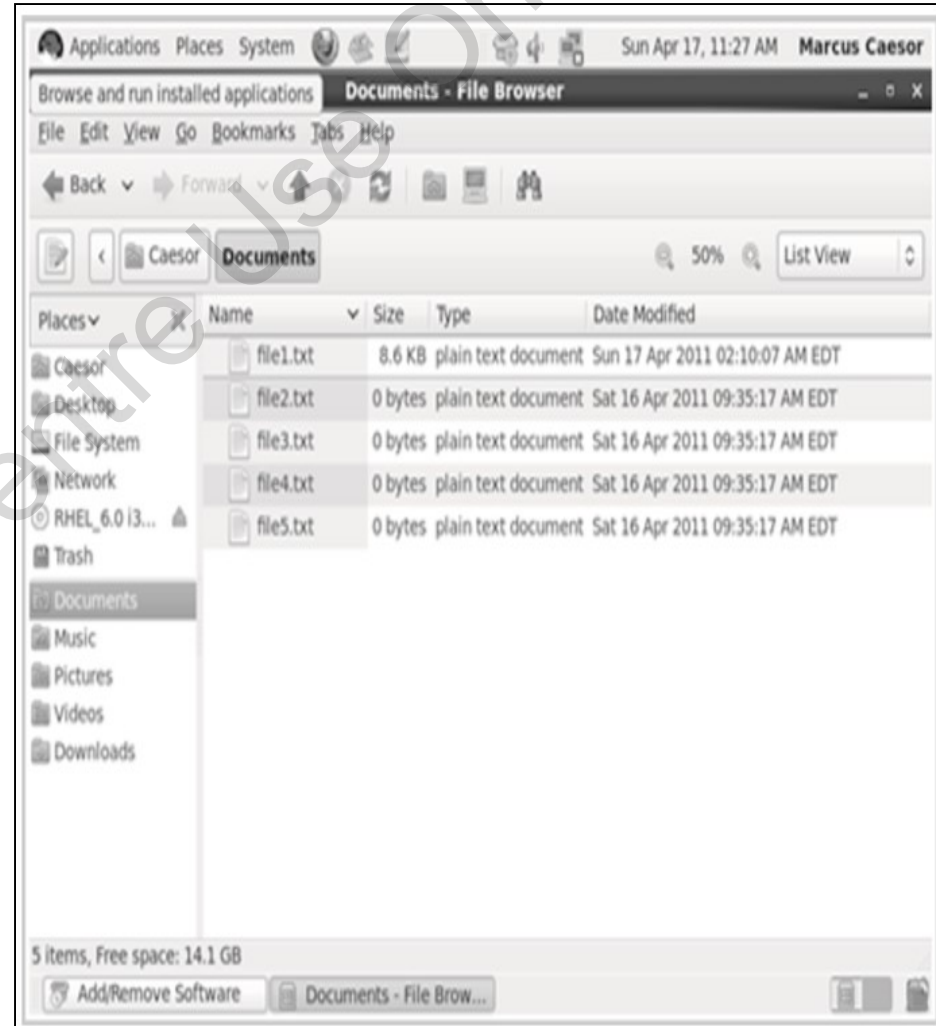 Applications Places System Sun Apr 17, 11:27 AM Marcus Caesor
Browse and run installed applications Documents - File Browser
File Edit View Go Bookmarks Tabs Help
Back Forward
Caesor Documents 50% List View
Places Name Size Type Date Modified
Caesor file1.txt 8.6 KB plain text document Sun 17 Apr 2011 02:10:07 AM EDT
Desktop file2.txt 0 bytes plain text document Sat 16 Apr 2011 09:35:17 AM EDT
File System file3.txt 0 bytes plain text document Sat 16 Apr 2011 09:35:17 AM EDT
Network file4.txt 0 bytes plain text document Sat 16 Apr 2011 09:35:17 AM EDT
RHEL_6.0 i3... file5.txt 0 bytes plain text document Sat 16 Apr 2011 09:35:17 AM EDT
Trash
Documents
Music
Pictures
Videos
Downloads
5 items, Free space: 14.1 GB
Add/Remove Software Documents - File Brow...
Use